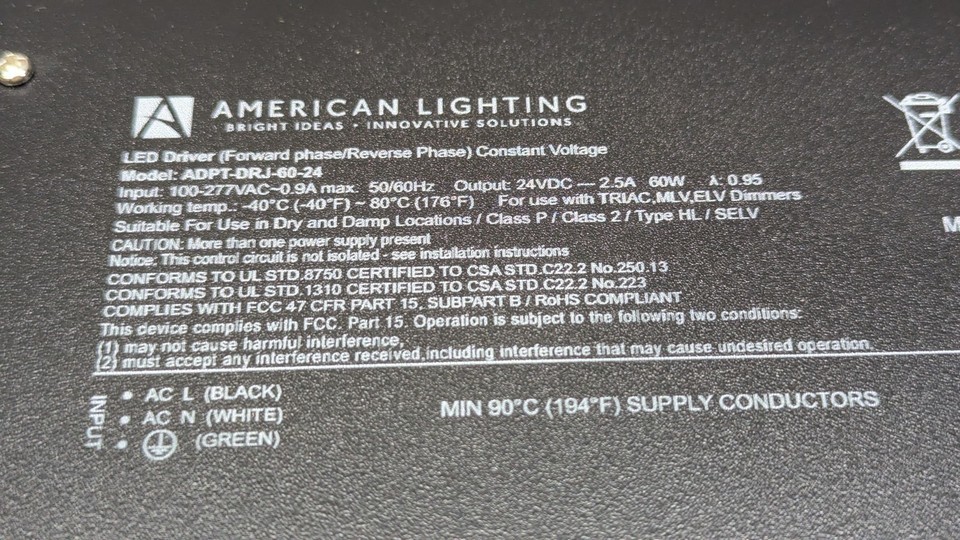 AMERICAN LIGHTING
BRIGHT IDEAS • INNOVATIVE SOLUTIONS
LED Driver (Forward phase/Reverse Phase) Constant Voltage
Model: ADPT-DRJ-60-24
Input: 100-277VAC~0.9A max. 50/60Hz Output: 24VDC ⎓ 2.5A 60W λ: 0.95
Working temp.: -40°C (-40°F) ~ 80°C (176°F) For use with TRIAC,MLV,ELV Dimmers
Suitable For Use in Dry and Damp Locations / Class P / Class 2 / Type HL / SELV
CAUTION: More than one power supply present
Notice: This control circuit is not isolated - see installation instructions
CONFORMS TO UL STD.8750 CERTIFIED TO CSA STD.C22.2 No.250.13
CONFORMS TO UL STD.1310 CERTIFIED TO CSA STD.C22.2 No.223
COMPLIES WITH FCC 47 CFR PART 15, SUBPART B / RoHS COMPLIANT
This device complies with FCC. Part 15. Operation is subject to the following two conditions:
(1) may not cause harmful interference,
(2) must accept any interference received,including interference that may cause undesired operation.
INPUT
• AC L (BLACK)
• AC N (WHITE)
• (GREEN)
MIN 90°C (194°F) SUPPLY CONDUCTORS